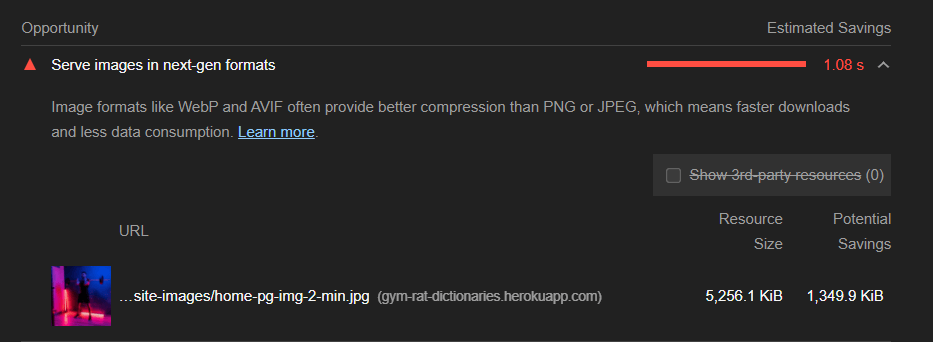 Opportunity Estimated Savings
Serve images in next-gen formats 1.08 s
Image formats like WebP and AVIF often provide better compression than PNG or JPEG, which means faster downloads
and less data consumption. Learn more.
Show 3rd-party resources (0)
URL Resource Size Potential Savings
…site-images/home-pg-img-2-min.jpg (gym-rat-dictionaries.herokuapp.com) 5,256.1 KiB 1,349.9 KiB